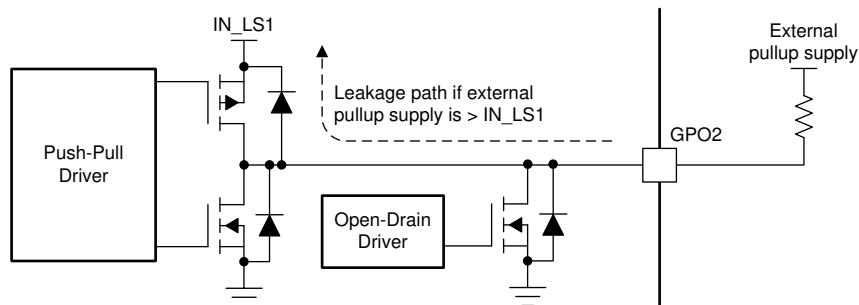 IN_LS1
External
pullup supply
Leakage path if external
pullup supply is > IN_LS1
GPO2
Push-Pull
Driver
Open-Drain
Driver